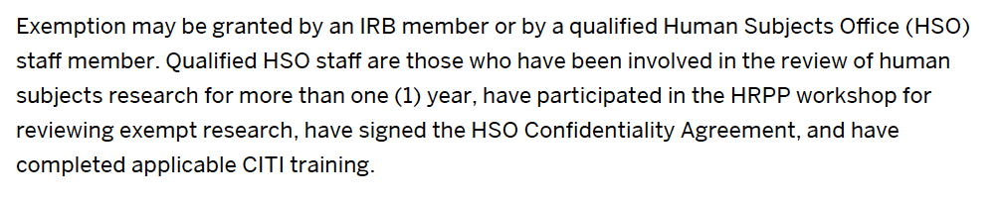 Exemption may be granted by an IRB member or by a qualified Human Subjects Office (HSO)
staff member. Qualified HSO staff are those who have been involved in the review of human
subjects research for more than one (1) year, have participated in the HRPP workshop for
reviewing exempt research, have signed the HSO Confidentiality Agreement, and have
completed applicable CITI training.